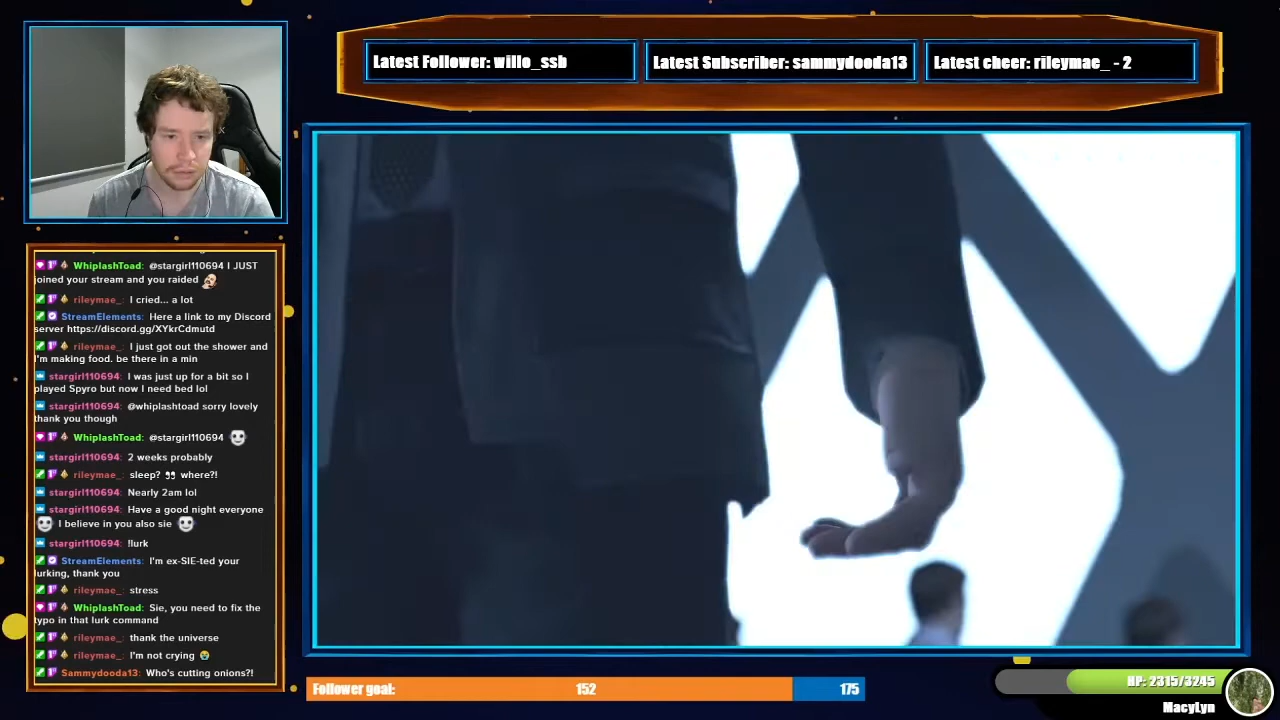 Latest Follower: willo_ssb
Latest Subscriber: sammydooda13
Latest cheer: rileymae_ - 2
WhiplashToad: @stargirl110694 I JUST
joined your stream and you raided
rileymae_: I cried... a lot
StreamElements: Here a link to my Discord
server https://discord.gg/XYkrCdmutd
rileymae_: I just got out the shower and
I'm making food. be there in a min
stargirl110694: I was just up for a bit so I
played Spyro but now I need bed lol
stargirl110694: @whiplashtoad sorry lovely
thank you though
WhiplashToad: @stargirl110694
stargirl110694: 2 weeks probably
rileymae_: sleep? where?!
stargirl110694: Nearly 2am lol
stargirl110694: Have a good night everyone
I believe in you also sie
stargirl110694: !lurk
StreamElements: I'm ex-SIE-ted your
lurking, thank you
rileymae_: stress
WhiplashToad: Sie, you need to fix the
typo in that lurk command
rileymae_: thank the universe
rileymae_: I'm not crying 😭
Sammydooda13: Who's cutting onions?!
Follower goal: 152 175
HP: 2315/3245
MacyLyn